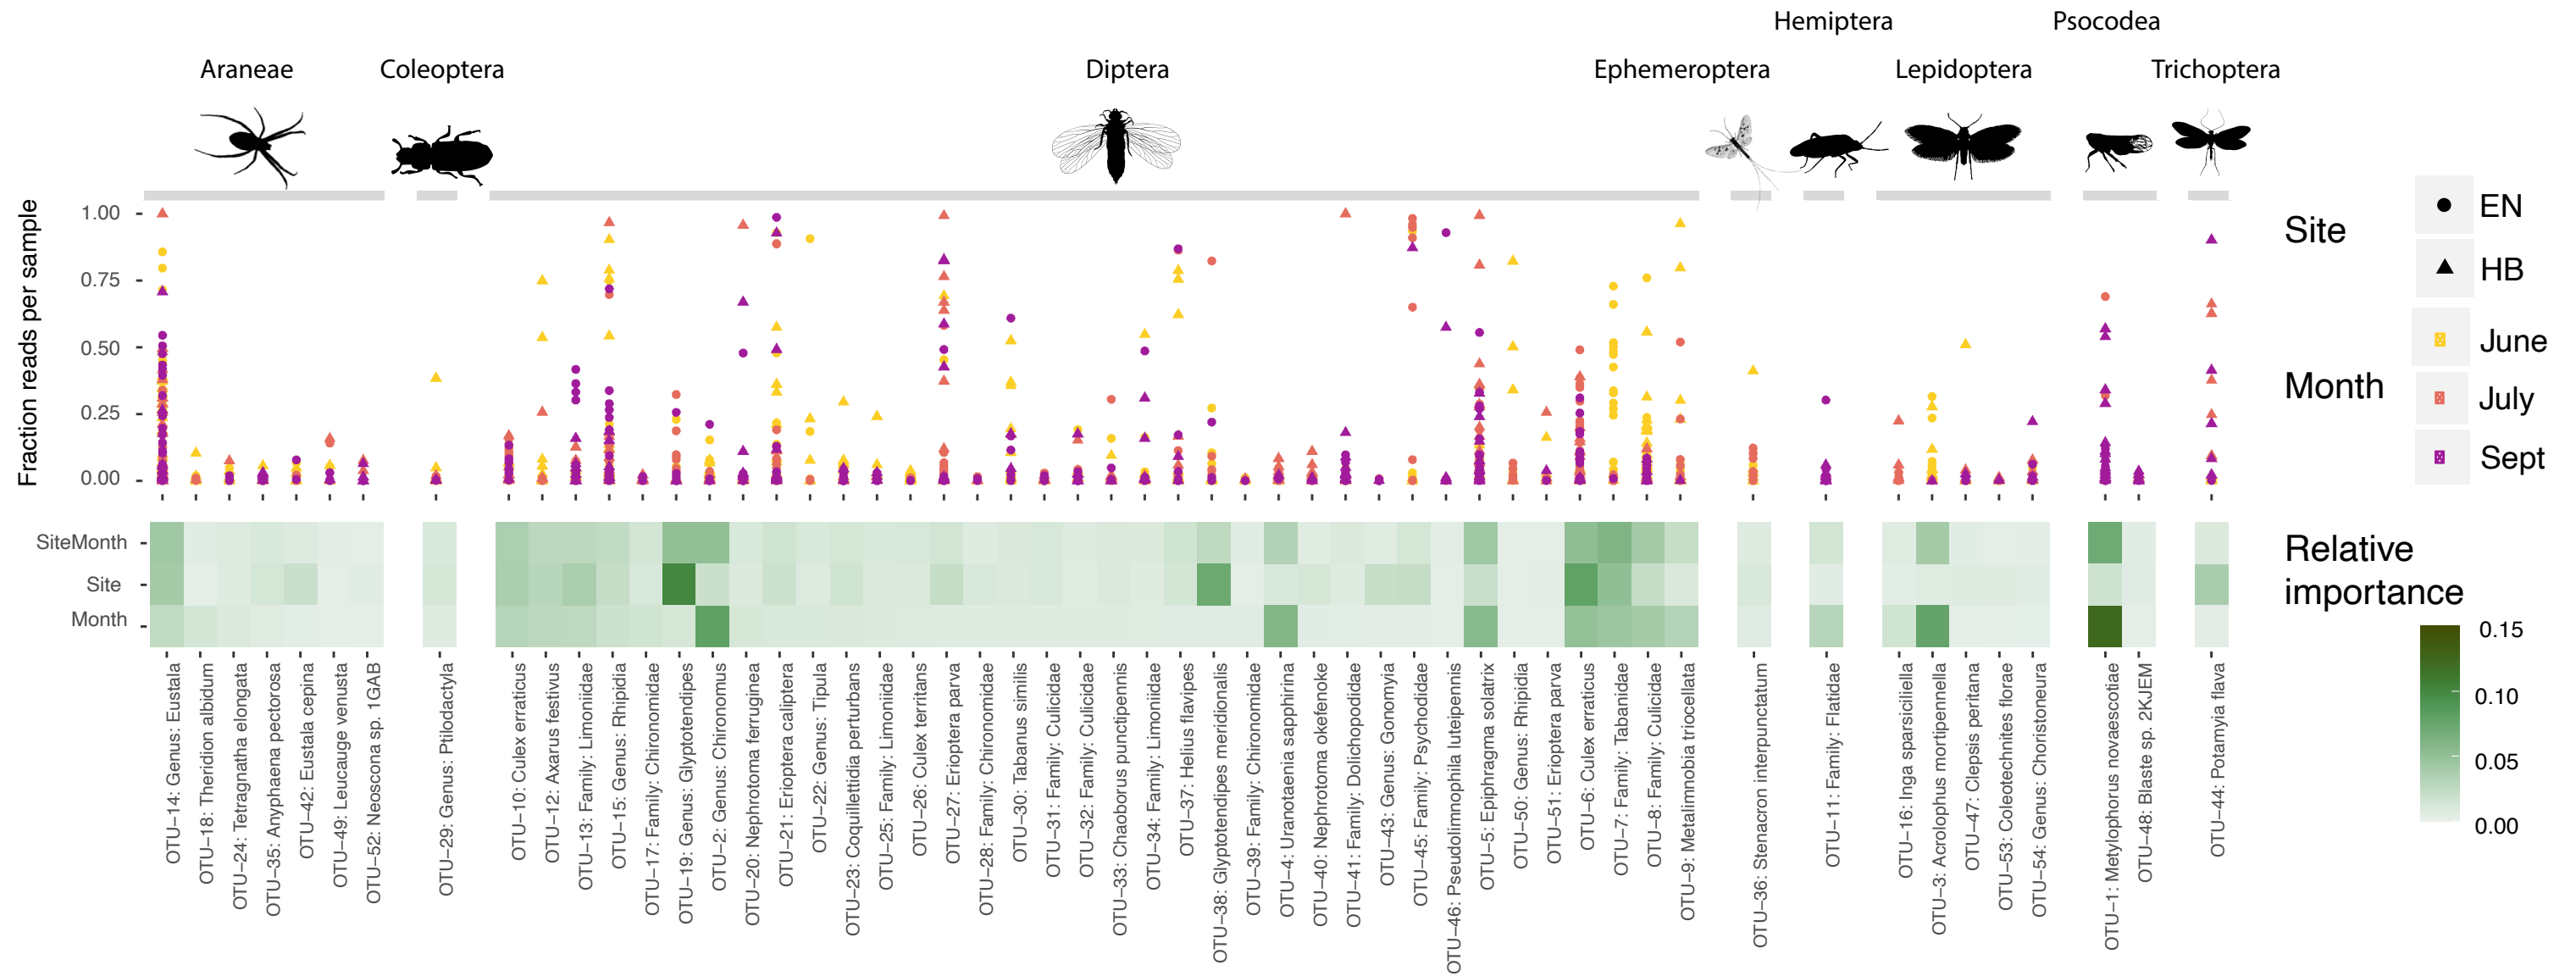 Hemiptera
Psocodea
Araneae
Coleoptera
Diptera
Ephemeroptera
Lepidoptera
Trichoptera
Fraction reads per sample
1.00
0.75
0.50
0.25
0.00
Site
EN
HB
Month
June
July
Sept
SiteMonth
Site
Month
Relative
importance
0.15
0.10
0.05
0.00
OTU−14: Genus: Eustala
OTU−18: Theridion albidum
OTU−24: Tetragnatha elongata
OTU−35: Anyphaena pectorosa
OTU−42: Eustala cepina
OTU−49: Leucauge venusta
OTU−52: Neoscona sp. 1GAB
OTU−29: Genus: Ptilodactyla
OTU−10: Culex erraticus
OTU−12: Axarus festivus
OTU−13: Family: Limoniidae
OTU−15: Genus: Rhipidia
OTU−17: Family: Chironomidae
OTU−19: Genus: Glyptotendipes
OTU−2: Genus: Chironomus
OTU−20: Nephrotoma ferruginea
OTU−21: Erioptera caliptera
OTU−22: Genus: Tipula
OTU−23: Coquillettidia perturbans
OTU−25: Family: Limoniidae
OTU−26: Culex territans
OTU−27: Erioptera parva
OTU−28: Family: Chironomidae
OTU−30: Tabanus similis
OTU−31: Family: Culicidae
OTU−32: Family: Culicidae
OTU−33: Chaoborus punctipennis
OTU−34: Family: Limoniidae
OTU−37: Helius flavipes
OTU−38: Glyptotendipes meridionalis
OTU−39: Family: Chironomidae
OTU−4: Uranotaenia sapphirina
OTU−40: Nephrotoma okefenoke
OTU−41: Family: Dolichopodidae
OTU−43: Genus: Gonomyia
OTU−45: Family: Psychodidae
OTU−46: Pseudolimnophila luteipennis
OTU−5: Epiphragma solatrix
OTU−50: Genus: Rhipidia
OTU−51: Erioptera parva
OTU−6: Culex erraticus
OTU−7: Family: Tabanidae
OTU−8: Family: Culicidae
OTU−9: Metalimnobia triocellata
OTU−36: Stenacron interpunctatum
OTU−11: Family: Flatidae
OTU−16: Inga sparsiciliella
OTU−3: Acrolophus mortipennella
OTU−47: Clepsis peritana
OTU−53: Coleotechnites florae
OTU−54: Genus: Choristoneura
OTU−1: Metylophorus novaescotiae
OTU−48: Blaste sp. 2KJEM
OTU−44: Potamyia flava